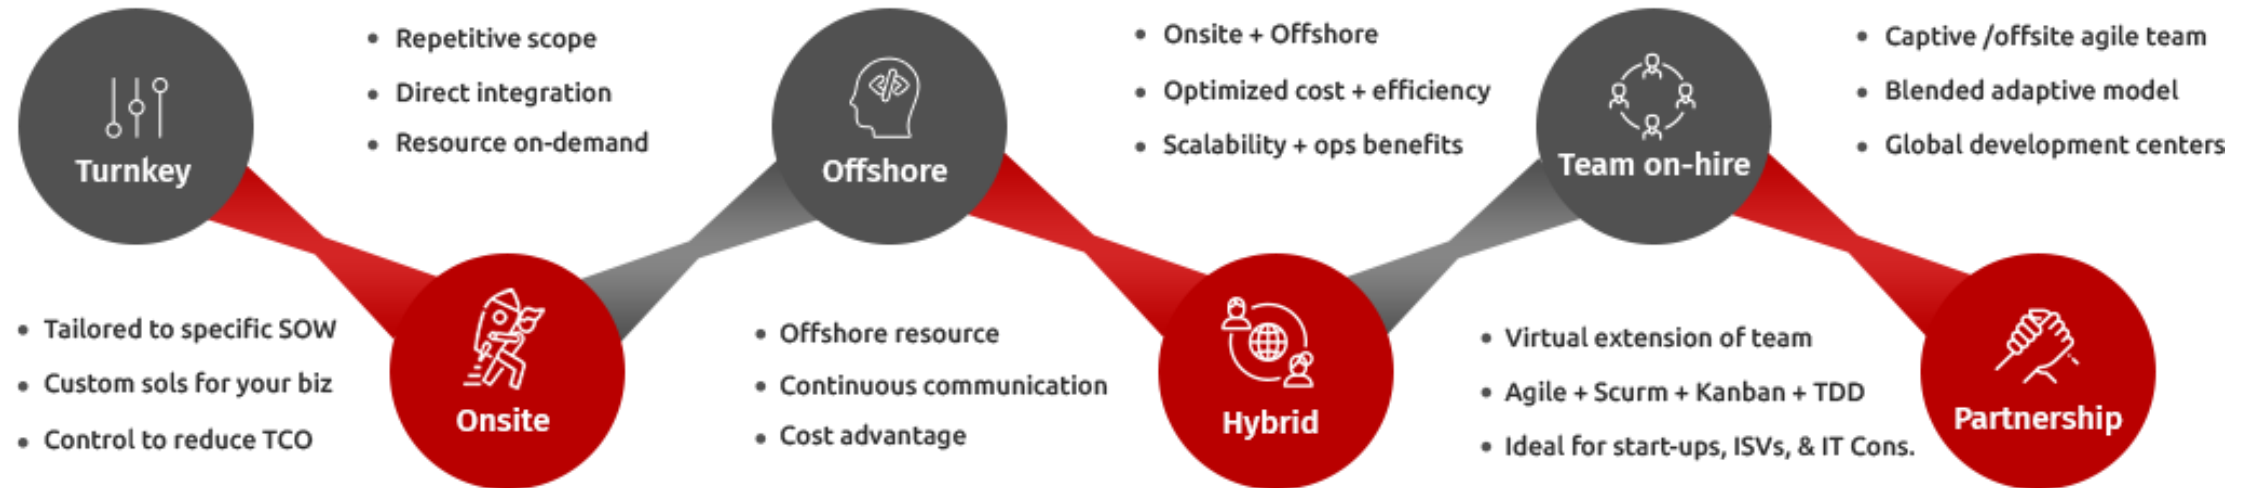 Turnkey
• Tailored to specific SOW
• Custom sols for your biz
• Control to reduce TCO
• Repetitive scope
• Direct integration
• Resource on-demand
Onsite
Offshore
• Offshore resource
• Continuous communication
• Cost advantage
• Onsite + Offshore
• Optimized cost + efficiency
• Scalability + ops benefits
Hybrid
Team on-hire
• Virtual extension of team
• Agile + Scurm + Kanban + TDD
• Ideal for start-ups, ISVs, & IT Cons.
• Captive /offsite agile team
• Blended adaptive model
• Global development centers
Partnership